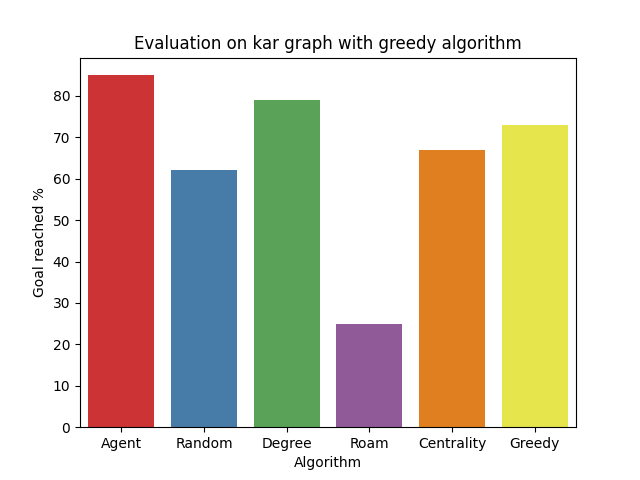 Evaluation on kar graph with greedy algorithm
Goal reached %
80
70
60
50
40
30
20
10
0
Agent Random Degree Roam Centrality Greedy
Algorithm